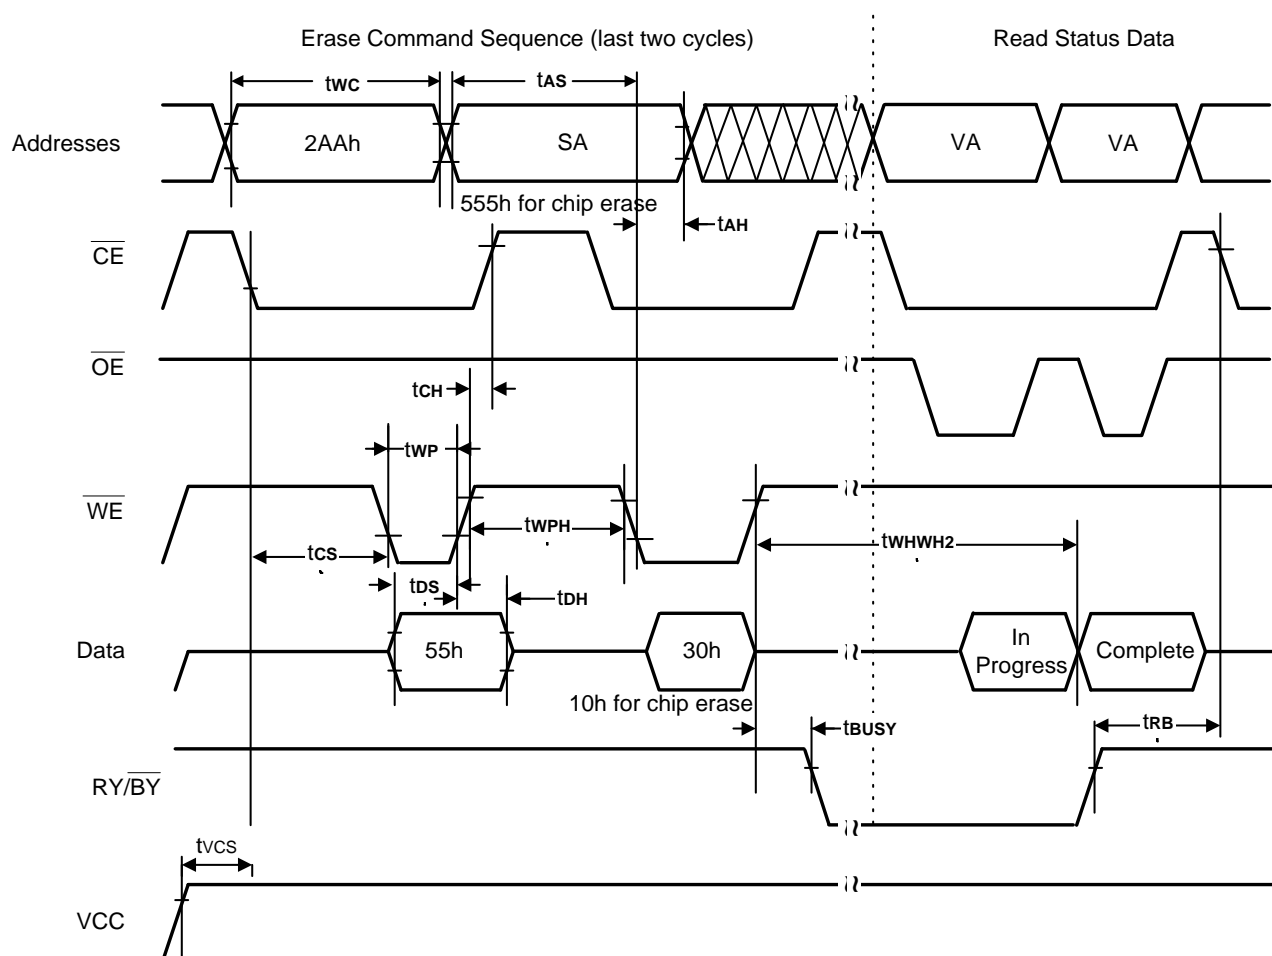 Erase Command Sequence (last two cycles)
Read Status Data
tWC
tAS
Addresses
2AAh
SA
VA
VA
555h for chip erase
tAH
CE
OE
tCH
tWP
WE
tWPH
tWHWH2
tCS
tDS
tDH
Data
55h
30h
In
Progress
Complete
10h for chip erase
tBUSY
tRB
RY/BY
tVCS
VCC